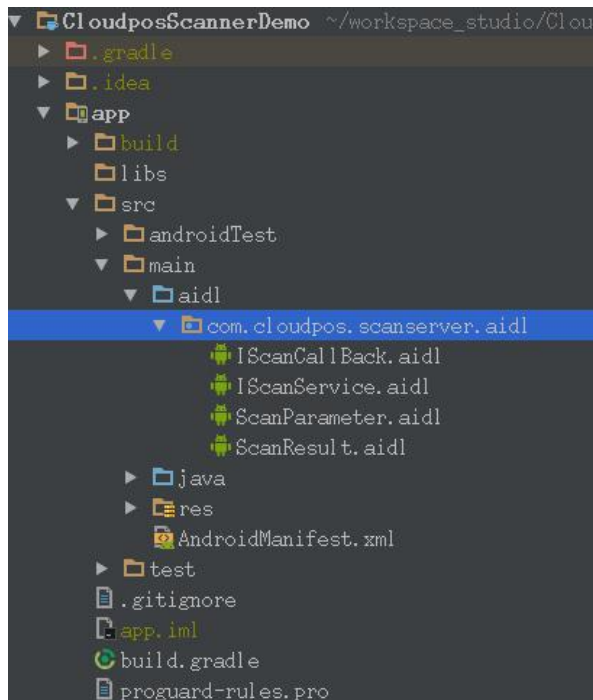 CloudposScannerDemo ~/workspace_studio/Clou
.gradle
.idea
app
build
libs
src
androidTest
main
aidl
com.cloudpos.scanserver.aidl
IScanCallBack.aidl
IScanService.aidl
ScanParameter.aidl
ScanResult.aidl
java
res
AndroidManifest.xml
test
.gitignore
app.iml
build.gradle
proguard-rules.pro